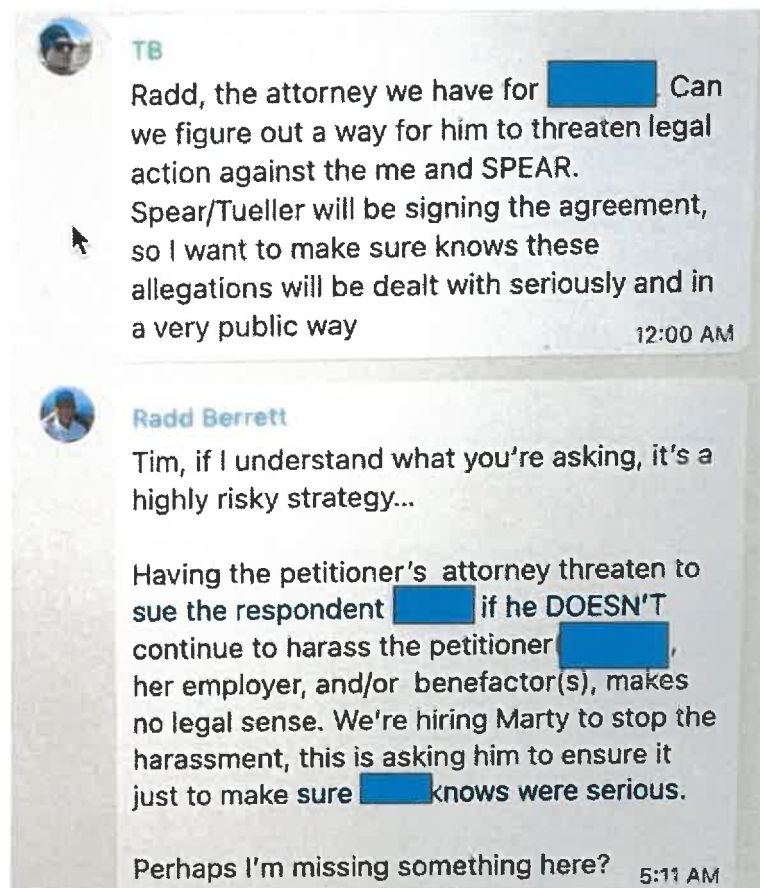 TB
Radd, the attorney we have for Can
we figure out a way for him to threaten legal
action against the me and SPEAR.
Spear/Tueller will be signing the agreement,
so I want to make sure knows these
allegations will be dealt with seriously and in
a very public way
12:00 AM
Radd Berrett
Tim, if I understand what you're asking, it's a
highly risky strategy...
Having the petitioner's attorney threaten to
sue the respondent if he DOESN'T
continue to harass the petitioner( ,
her employer, and/or benefactor(s), makes
no legal sense. We're hiring Marty to stop the
harassment, this is asking him to ensure it
just to make sure knows were serious.
Perhaps I'm missing something here?
5:11 AM